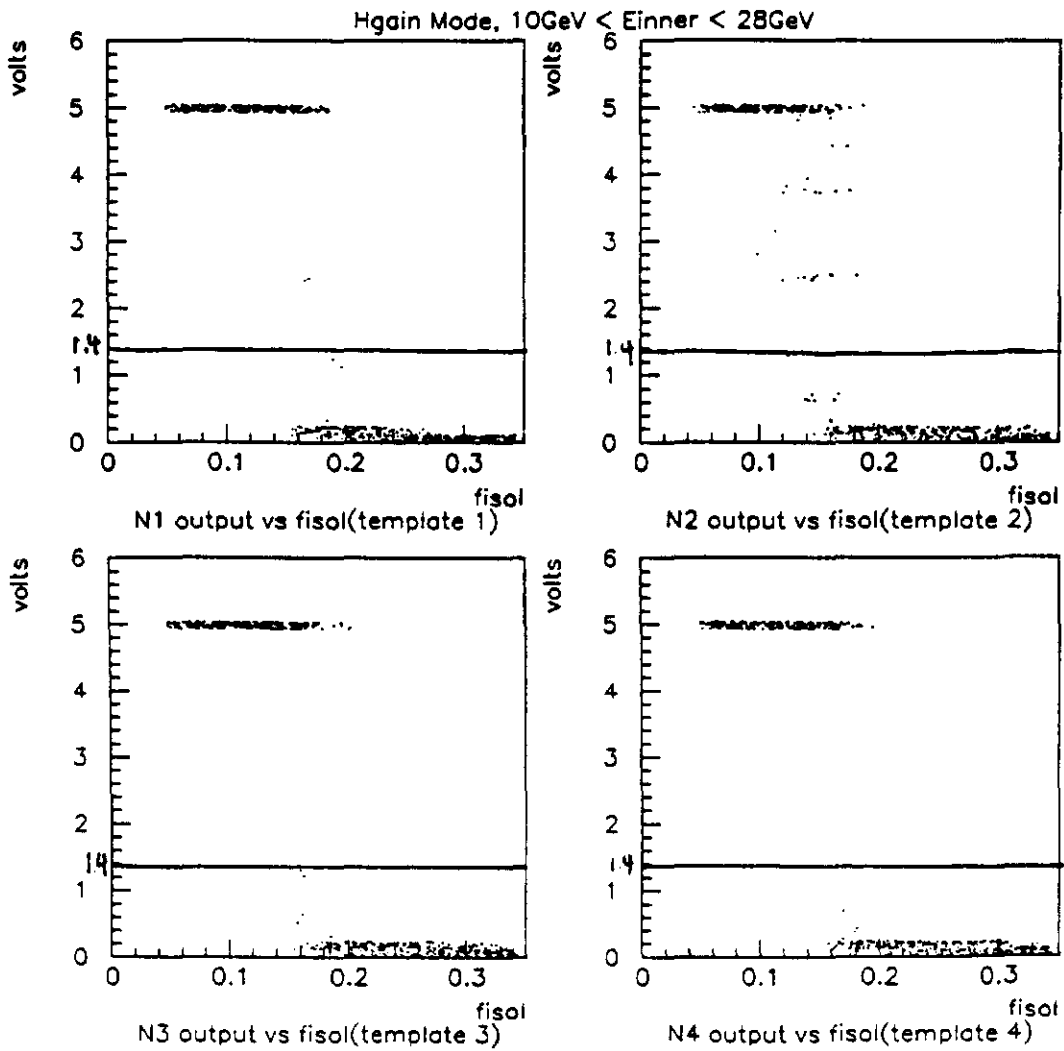 Hgain Mode, 10GeV < Einner < 28GeV
volts
6
5
4
3
2
1.4
1
0
0 0.1 0.2 0.3
fisol
N1 output vs fisol(template 1)
volts
6
5
4
3
2
1.4
1
0
0 0.1 0.2 0.3
fisol
N2 output vs fisol(template 2)
volts
6
5
4
3
2
1.4
1
0
0 0.1 0.2 0.3
fisol
N3 output vs fisol(template 3)
volts
6
5
4
3
2
1.4
1
0
0 0.1 0.2 0.3
fisol
N4 output vs fisol(template 4)